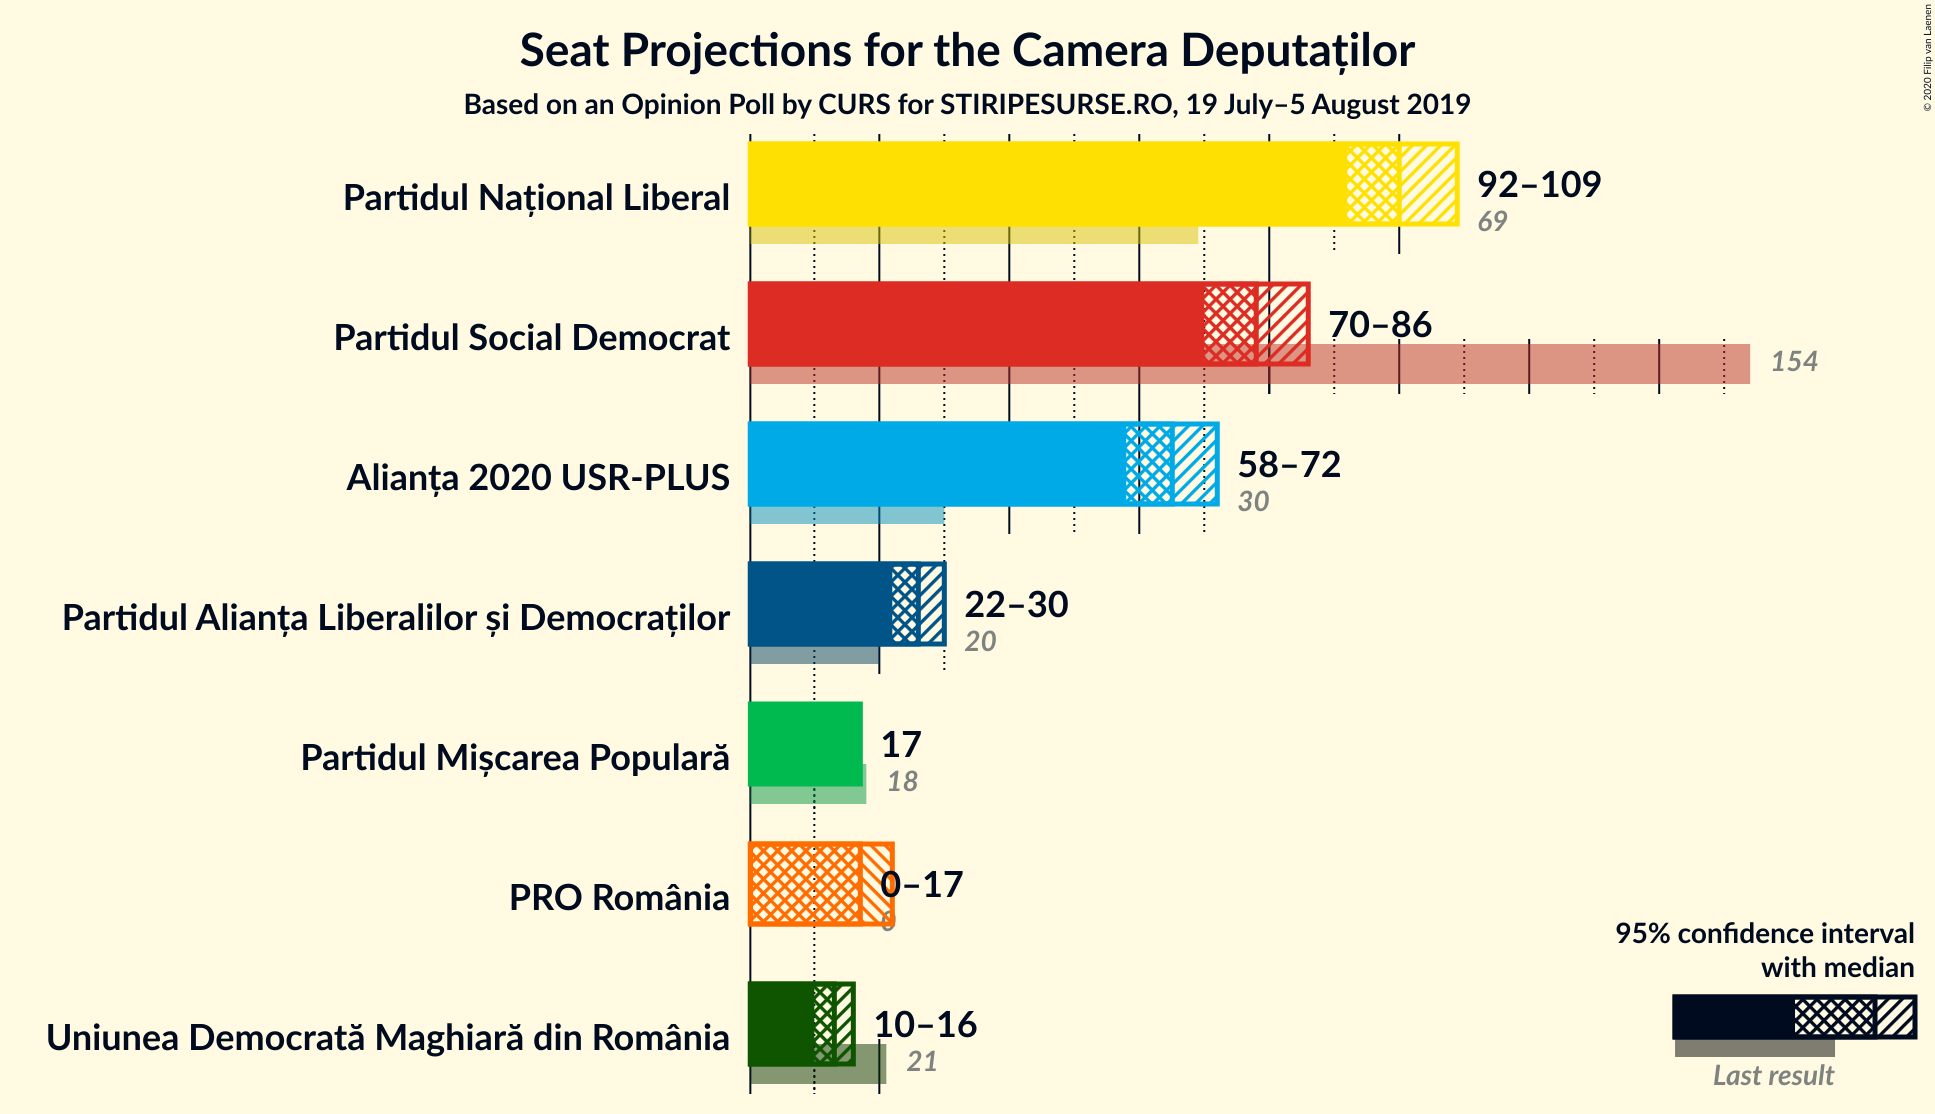 Seat Projections for the Camera Deputaților
Based on an Opinion Poll by CURS for STIRIPESURSE.RO, 19 July–5 August 2019
© 2020 Filip van Laenen
Partidul Național Liberal
92–109
69
Partidul Social Democrat
70–86
154
Alianța 2020 USR-PLUS
58–72
30
Partidul Alianța Liberalilor și Democraților
22–30
20
Partidul Mișcarea Populară
17
18
PRO România
0–17
0
Uniunea Democrată Maghiară din România
10–16
21
95% confidence interval
with median
Last result